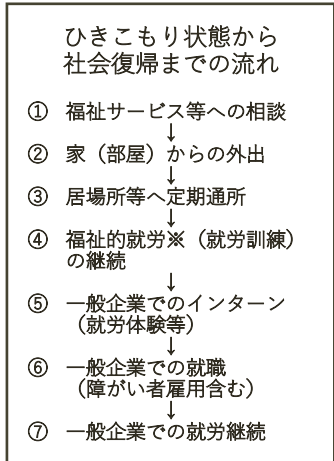 ひきこもり状態から
社会復帰までの流れ
① 福祉サービス等への相談
↓
② 家（部屋）からの外出
↓
③ 居場所等へ定期通所
↓
④ 福祉的就労※（就労訓練）
の継続
↓
⑤ 一般企業でのインターン
（就労体験等）
↓
⑥ 一般企業での就職
（障がい者雇用含む）
↓
⑦ 一般企業での就労継続